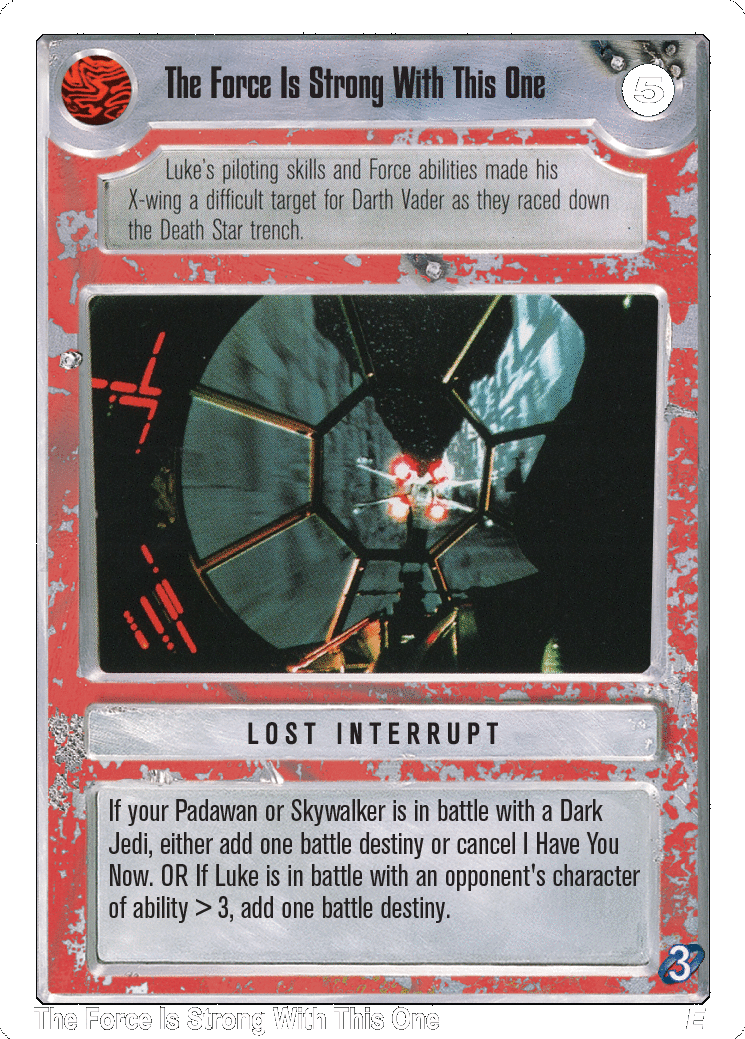 The Force Is Strong With This One
5
Luke's piloting skills and Force abilities made his
X-wing a difficult target for Darth Vader as they raced down
the Death Star trench.
LOST INTERRUPT
If your Padawan or Skywalker is in battle with a Dark
Jedi, either add one battle destiny or cancel I Have You
Now. OR If Luke is in battle with an opponent's character
of ability > 3, add one battle destiny.
3
The Force Is Strong With This One E